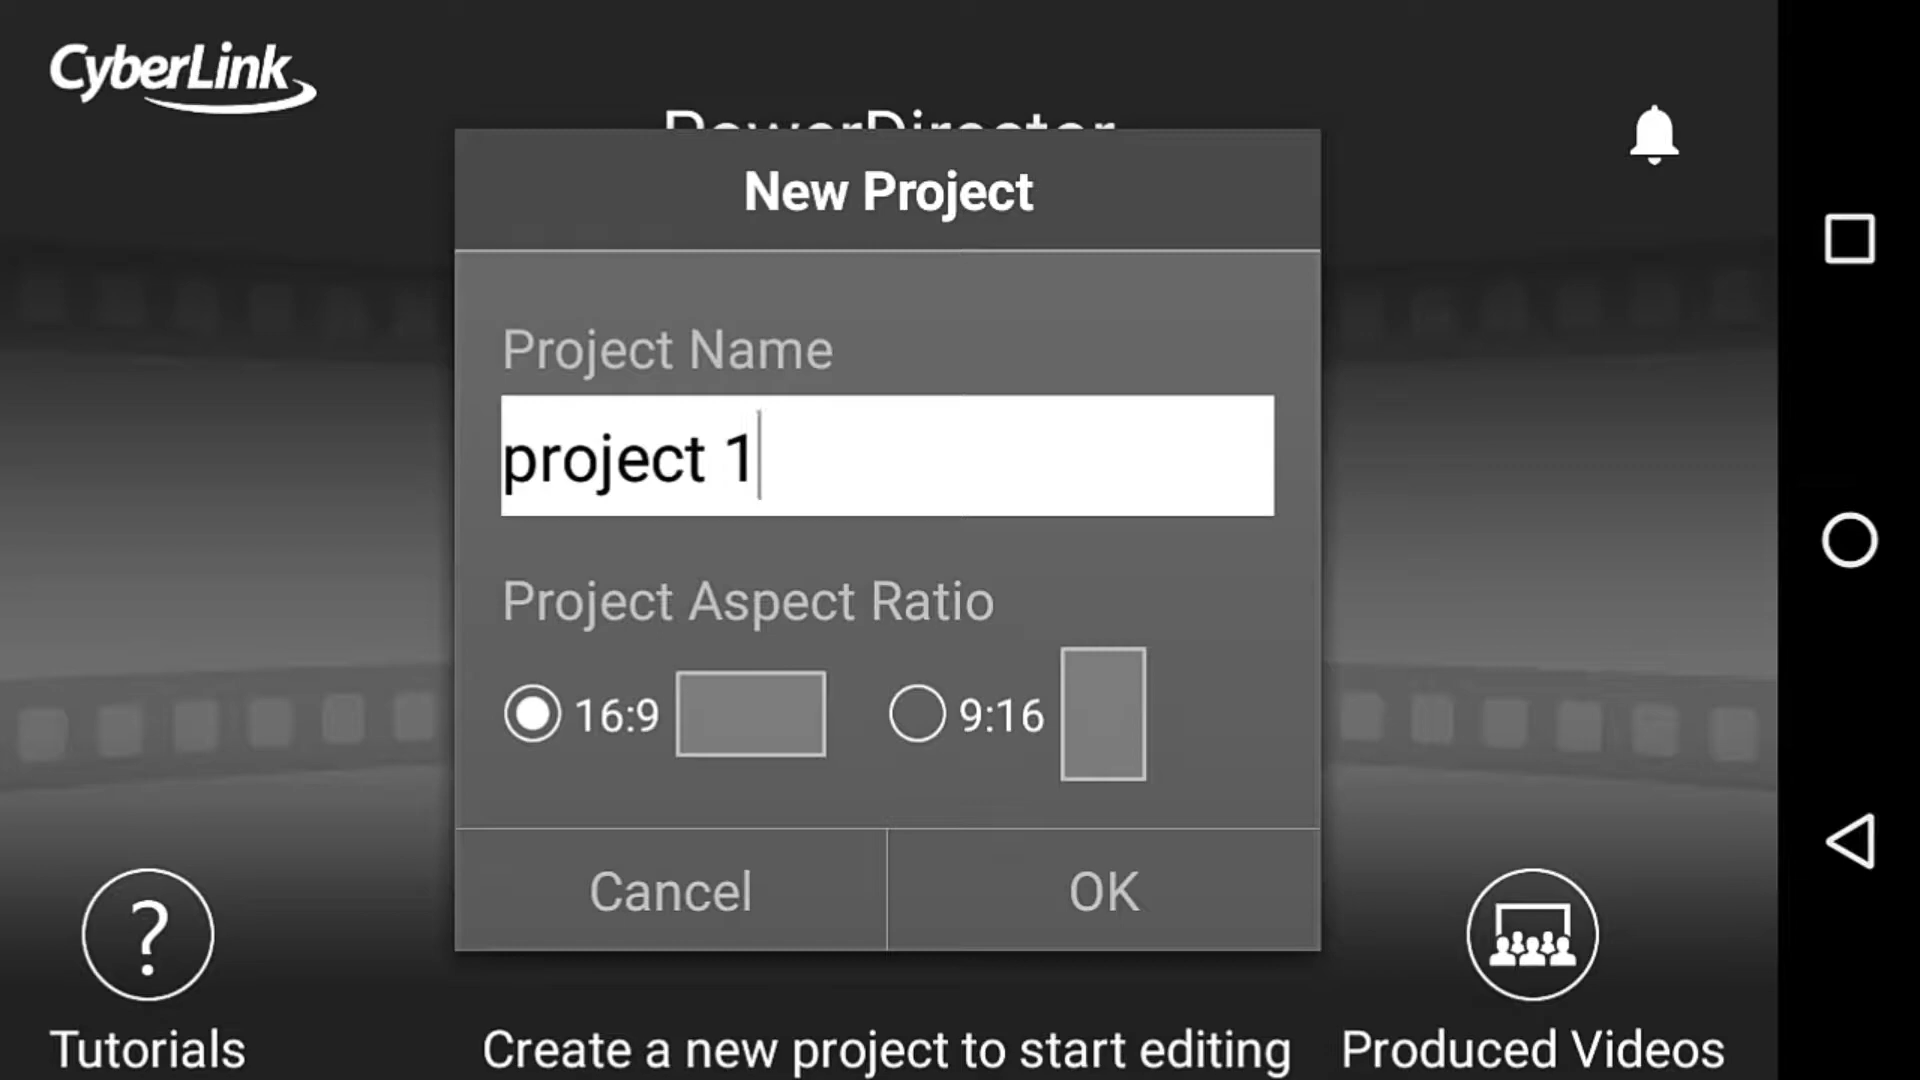 CyberLink
PowerDirector
New Project
Project Name
project 1
Project Aspect Ratio
16:9
9:16
Cancel
OK
?
Tutorials
Create a new project to start editing
Produced Videos